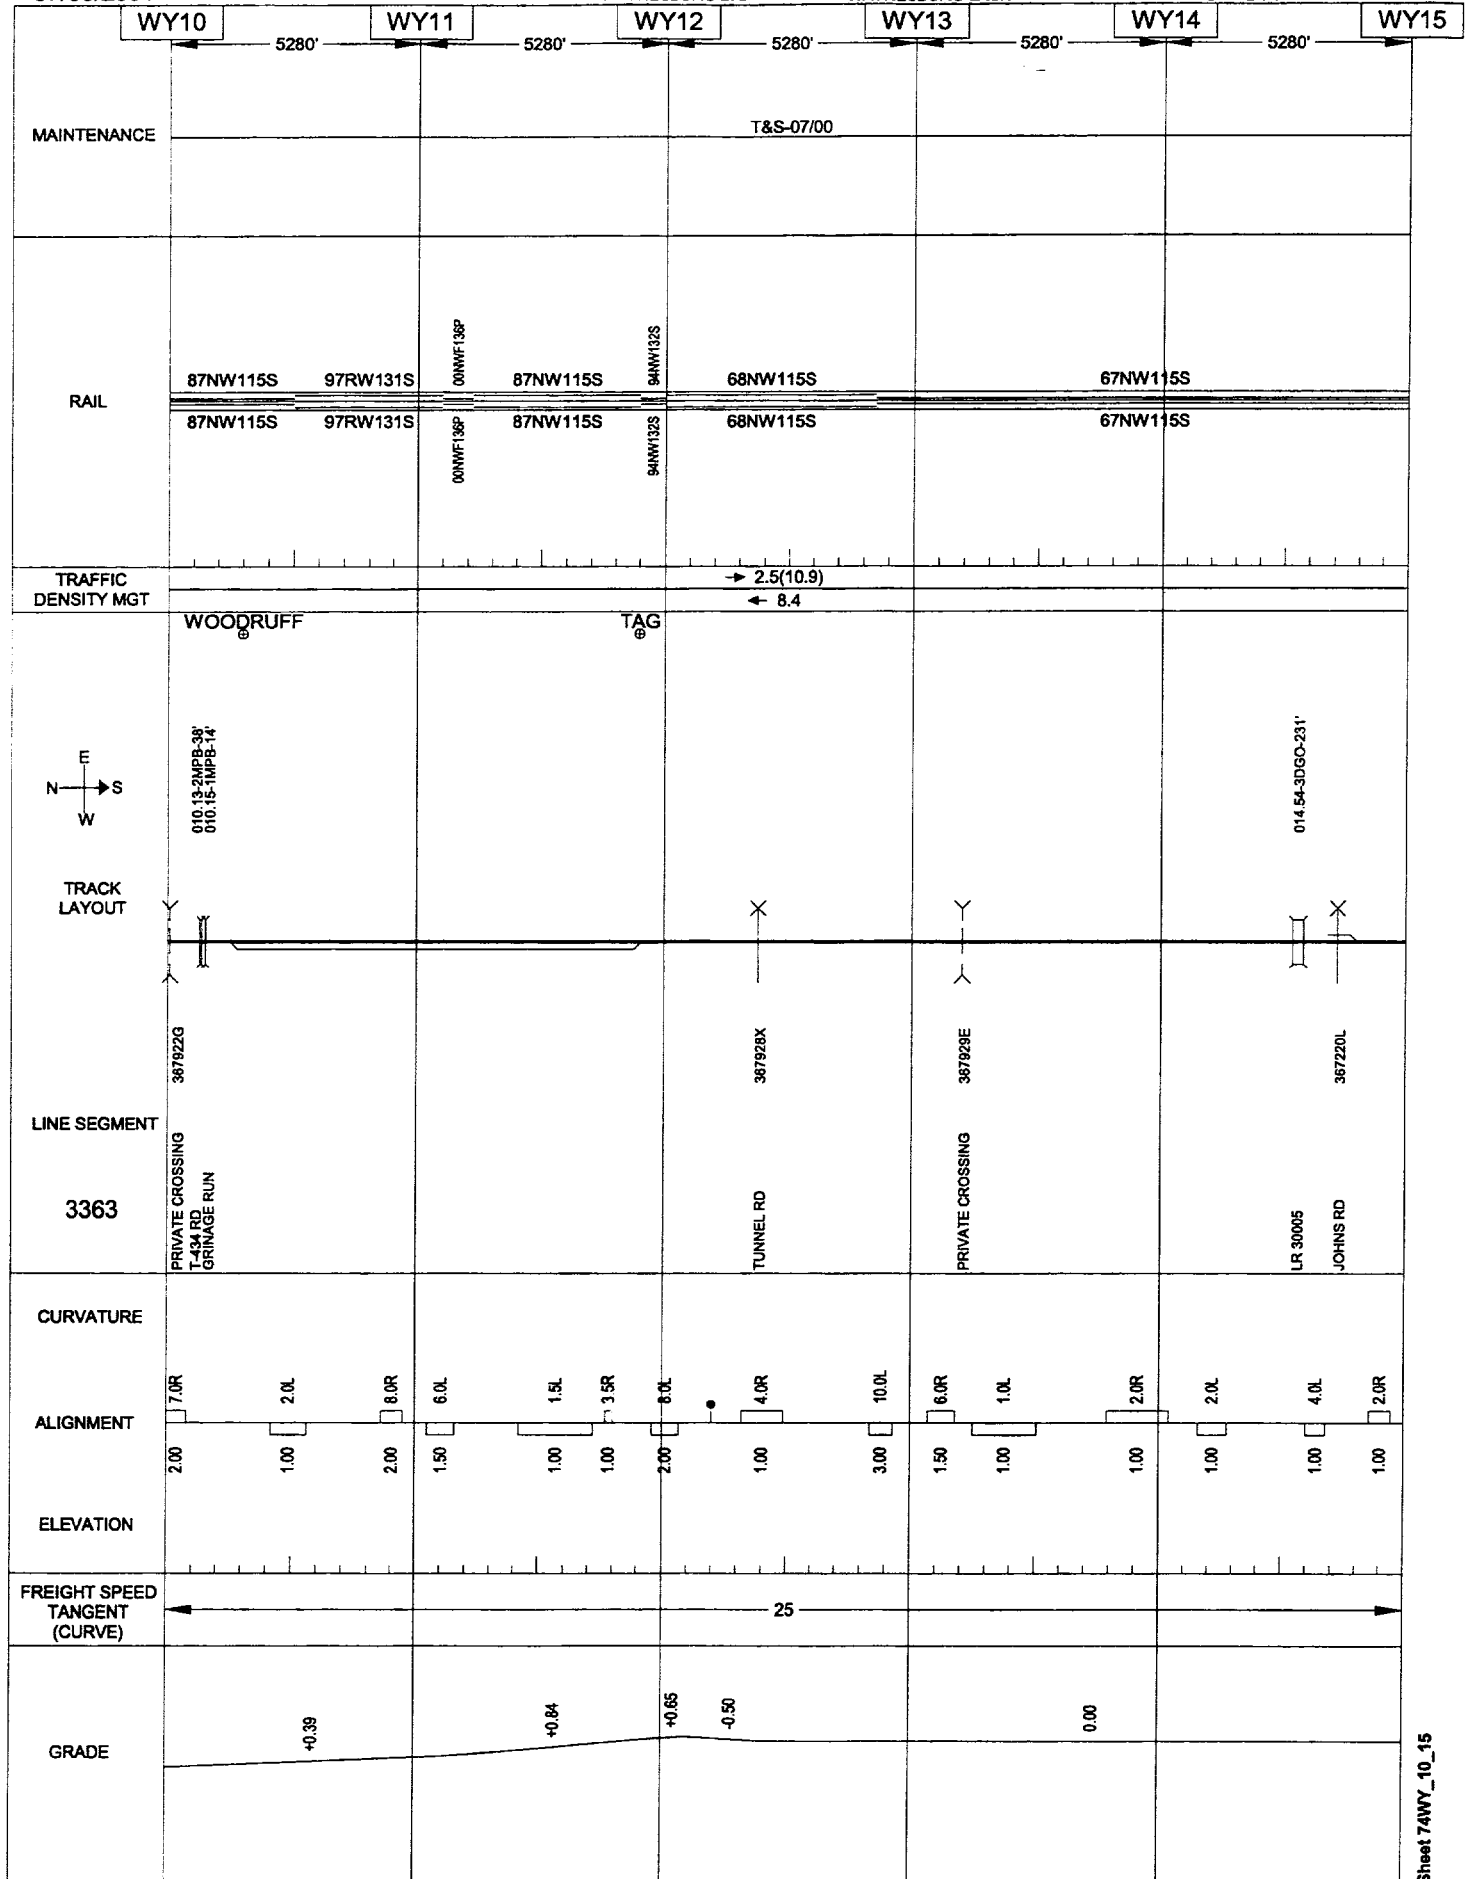 WY10 WY11 WY12 WY13 WY14 WY15
5280' 5280' 5280' 5280' 5280'
MAINTENANCE
T&S-07/00
RAIL
87NW115S 97RW131S 00NWF136P 87NW115S 94NW132S 68NW115S 67NW115S
87NW115S 97RW131S 00NWF136P 87NW115S 94NW132S 68NW115S 67NW115S
TRAFFIC
DENSITY MGT
→ 2.5(10.9)
← 8.4
WOODRUFF TAG
E
N S
W
010.13-2MPB-38'
010.15-1MPB-14'
014.54-3DGO-231'
TRACK
LAYOUT
367922G 367928X 367929E 367220L
LINE SEGMENT
3363
PRIVATE CROSSING
T-434 RD
GRINAGE RUN
TUNNEL RD
PRIVATE CROSSING
LR 30005
JOHNS RD
CURVATURE
7.0R 2.0L 8.0R 6.0L 1.5L 3.5R 8.0L 4.0R 10.0L 6.0R 1.0L 2.0R 2.0L 4.0L 2.0R
ALIGNMENT
2.00 1.00 2.00 1.50 1.00 1.00 2.00 1.00 3.00 1.50 1.00 1.00 1.00 1.00 1.00
ELEVATION
FREIGHT SPEED
TANGENT
(CURVE)
25
GRADE
+0.39 +0.84 +0.65 -0.50 0.00
Sheet 74WY_10_15